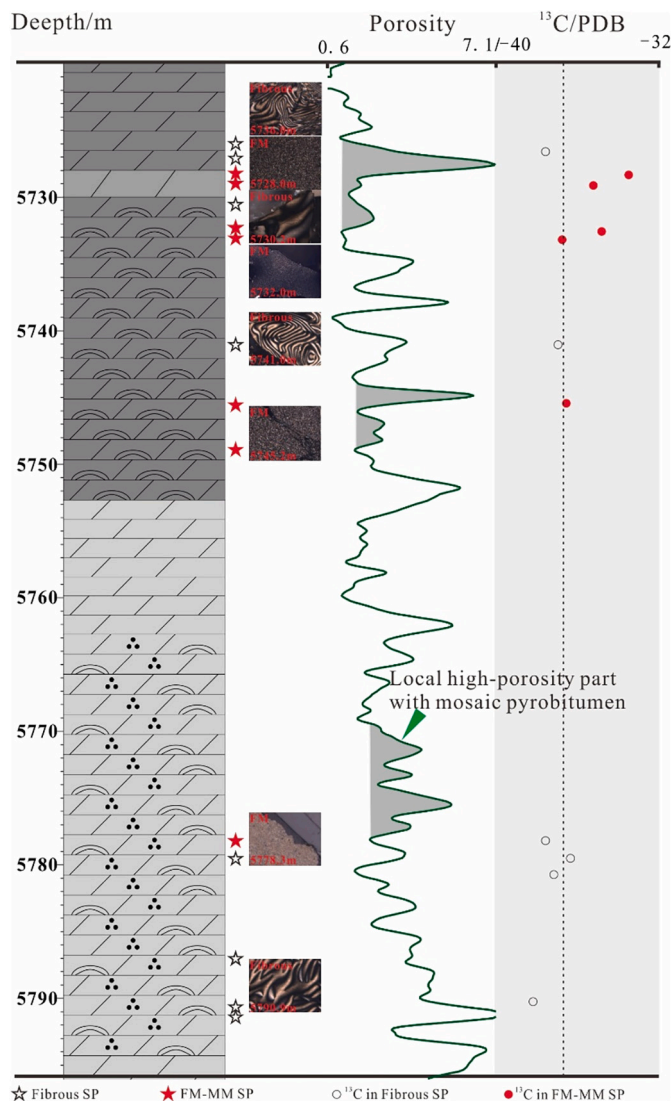 Deepth/m
Porosity
¹³C/PDB
0.6
7.1/-40
-32
Fibrous
FM
5728.0m
Fibrous
5730
FM
5732.0m
5740
Fibrous
5741.0m
FM
5750
5760
Local high-porosity part
with mosaic pyrobitumen
5770
FM
5778.3m
5780
Fibrous
5790
Fibrous SP
FM-MM SP
¹³C in Fibrous SP
¹³C in FM-MM SP